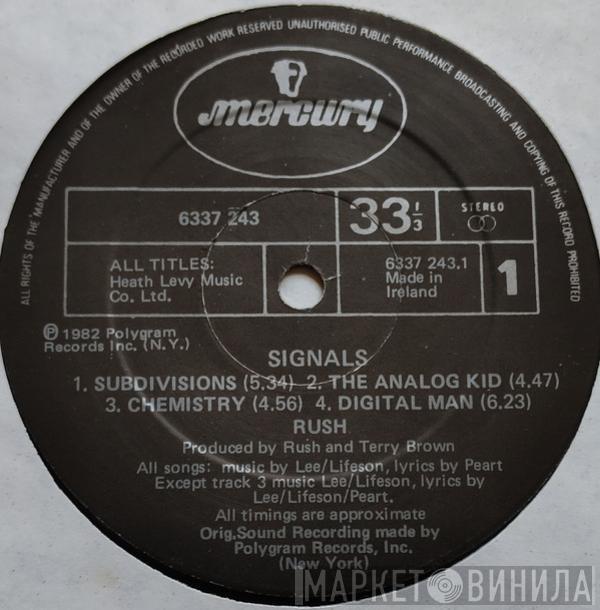 ALL RIGHTS OF THE MANUFACTURER AND OF THE OWNER OF THE RECORDED WORK RESERVED UNAUTHORISED PUBLIC PERFORMANCE BROADCASTING AND COPYING OF THIS RECORD PROHIBITED
mercury
6337 243
33 1/3
STEREO
ALL TITLES:
Heath Levy Music
Co. Ltd.
6337 243.1
Made in
Ireland
1
℗ 1982 Polygram
Records Inc. (N.Y.)
SIGNALS
1. SUBDIVISIONS (5.34) 2. THE ANALOG KID (4.47)
3. CHEMISTRY (4.56) 4. DIGITAL MAN (6.23)
RUSH
Produced by Rush and Terry Brown
All songs: music by Lee/Lifeson, lyrics by Peart
Except track 3 music Lee/Lifeson, lyrics by
Lee/Lifeson/Peart.
All timings are approximate
Orig.Sound Recording made by
Polygram Records, Inc.
(New York)
МАРКЕТ ВИНИЛА